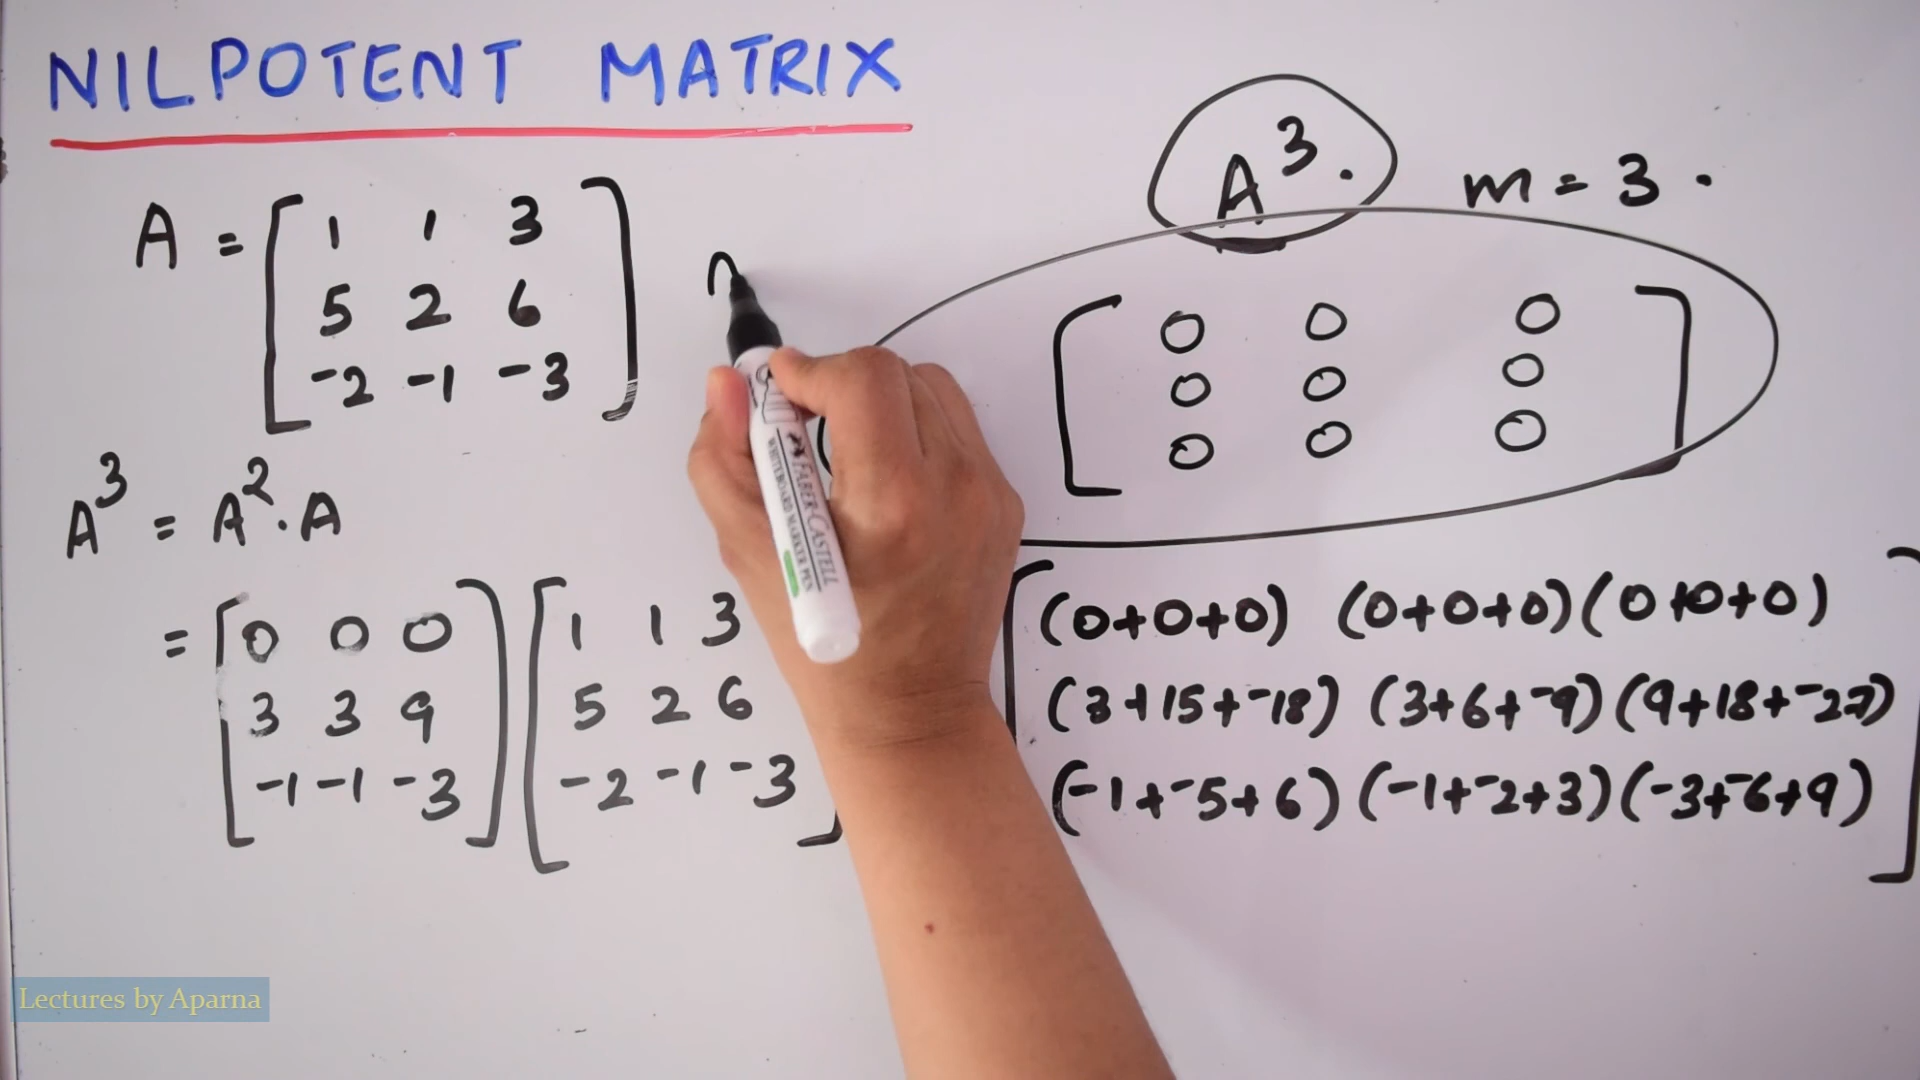 NILPOTENT MATRIX
A³. m = 3.
A = [ 1 1 3
5 2 6
-2 -1 -3 ]
[ 0 0 0
0 0 0
0 0 0 ]
A³ = A².A
= [ 0 0 0
3 3 9
-1 -1 -3 ]
[ 1 1 3
5 2 6
-2 -1 -3 ]
[ (0+0+0) (0+0+0) (0+0+0)
(3+15+-18) (3+6+-9) (9+18+-27)
(-1+-5+6) (-1+-2+3) (-3+-6+9) ]
FABER-CASTELL
WHITEBOARD MARKER PEN
Lectures by Aparna